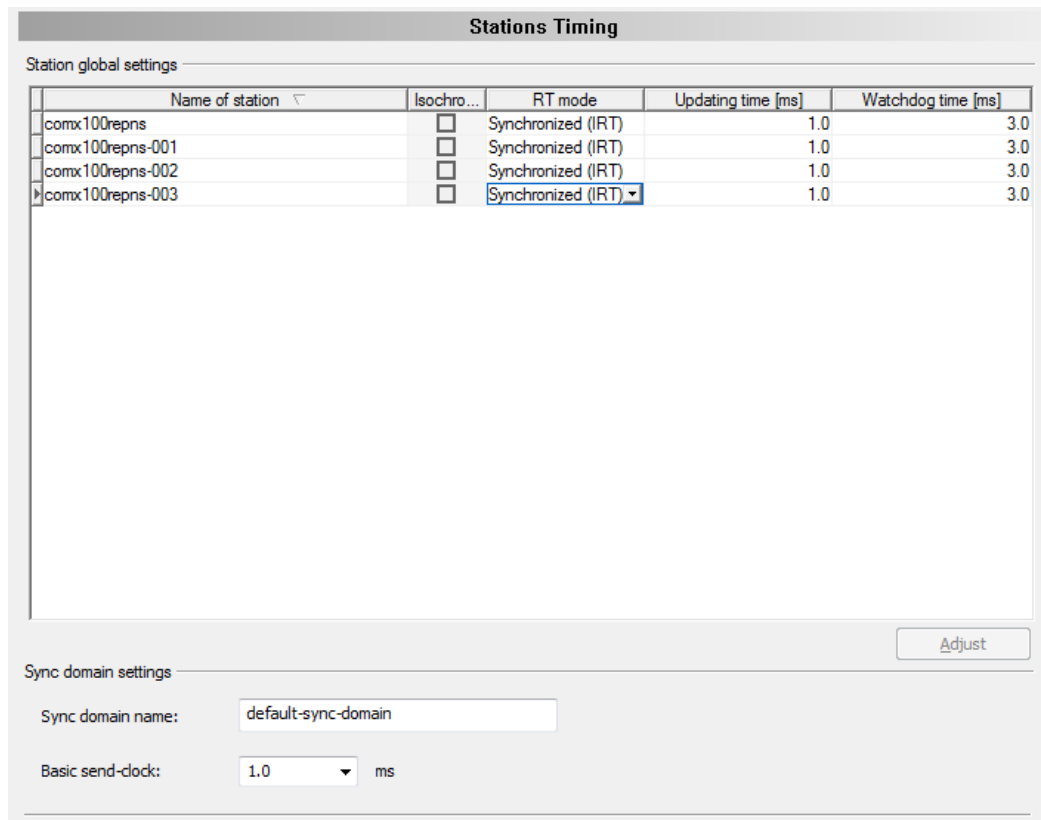 Stations Timing
Station global settings
Name of station Isochro... RT mode Updating time [ms] Watchdog time [ms]
comx100repns Synchronized (IRT) 1.0 3.0
comx100repns-001 Synchronized (IRT) 1.0 3.0
comx100repns-002 Synchronized (IRT) 1.0 3.0
comx100repns-003 Synchronized (IRT) 1.0 3.0
Adjust
Sync domain settings
Sync domain name: default-sync-domain
Basic send-clock: 1.0 ms